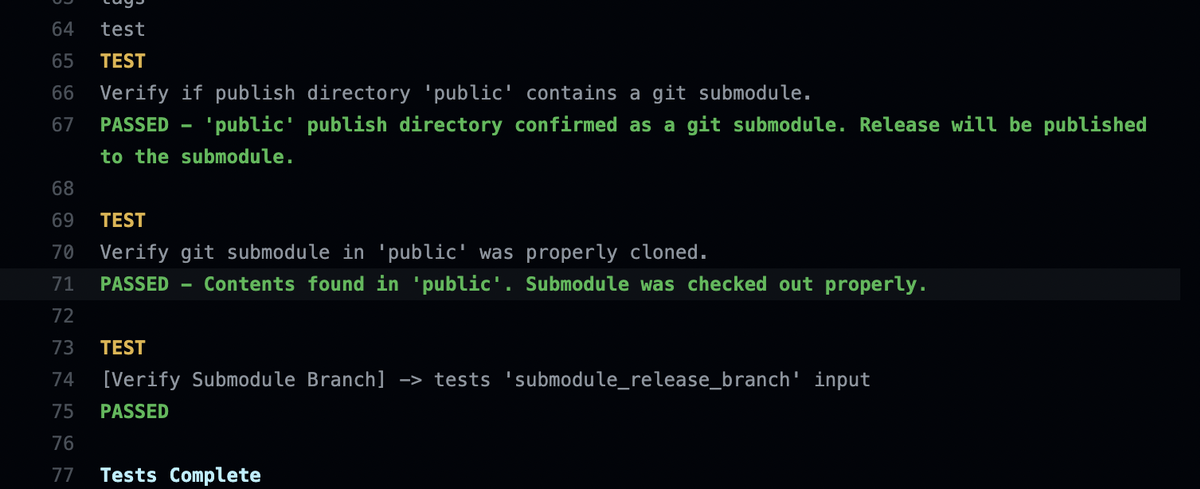 63 tags
64 test
65 TEST
66 Verify if publish directory 'public' contains a git submodule.
67 PASSED – 'public' publish directory confirmed as a git submodule. Release will be published
to the submodule.
68
69 TEST
70 Verify git submodule in 'public' was properly cloned.
71 PASSED – Contents found in 'public'. Submodule was checked out properly.
72
73 TEST
74 [Verify Submodule Branch] –> tests 'submodule_release_branch' input
75 PASSED
76
77 Tests Complete